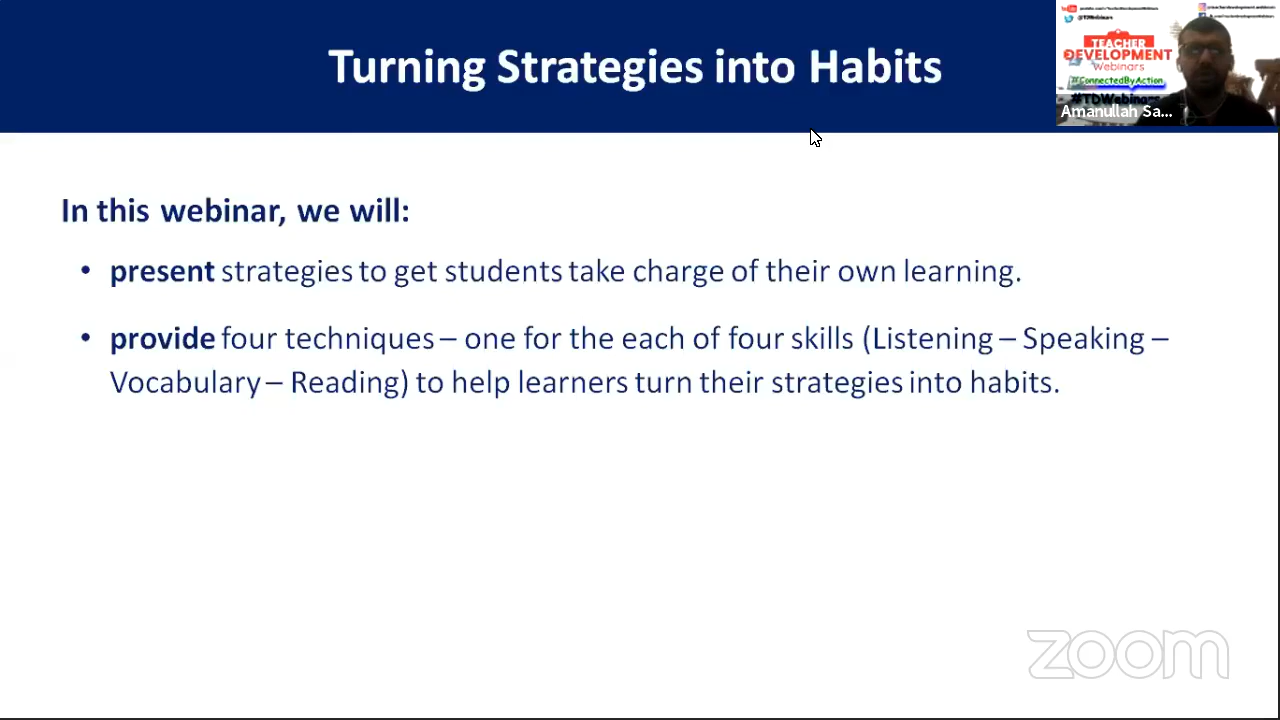 Turning Strategies into Habits
@TDWebinars
TEACHER
DEVELOPMENT
Webinars
#ConnectedByAction
#TDWebinar
Amanullah Sa...
In this webinar, we will:
• present strategies to get students take charge of their own learning.
• provide four techniques – one for the each of four skills (Listening – Speaking –
Vocabulary – Reading) to help learners turn their strategies into habits.
zoom